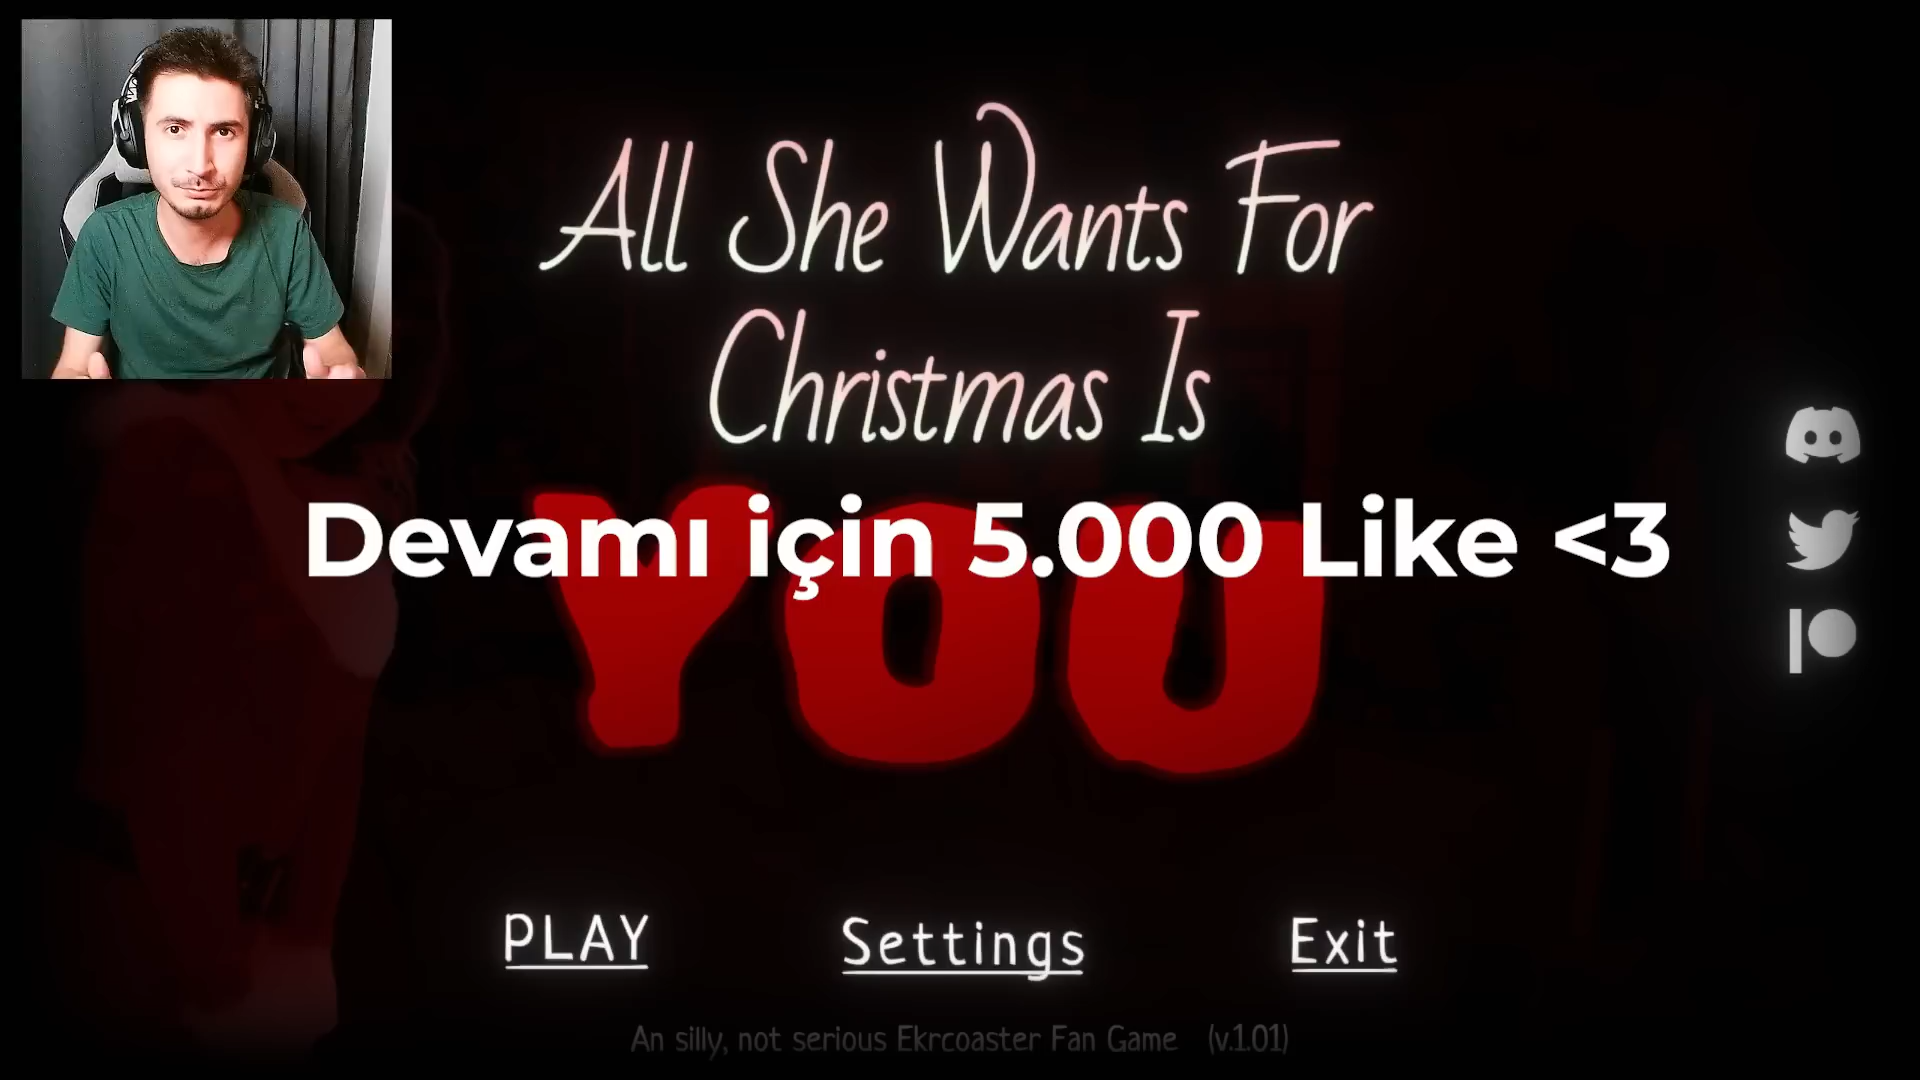 All She Wants For
Christmas Is
YOU
Devamı için 5.000 Like <3
PLAY
Settings
Exit
An silly, not serious Ekrcoaster Fan Game (v.1.01)